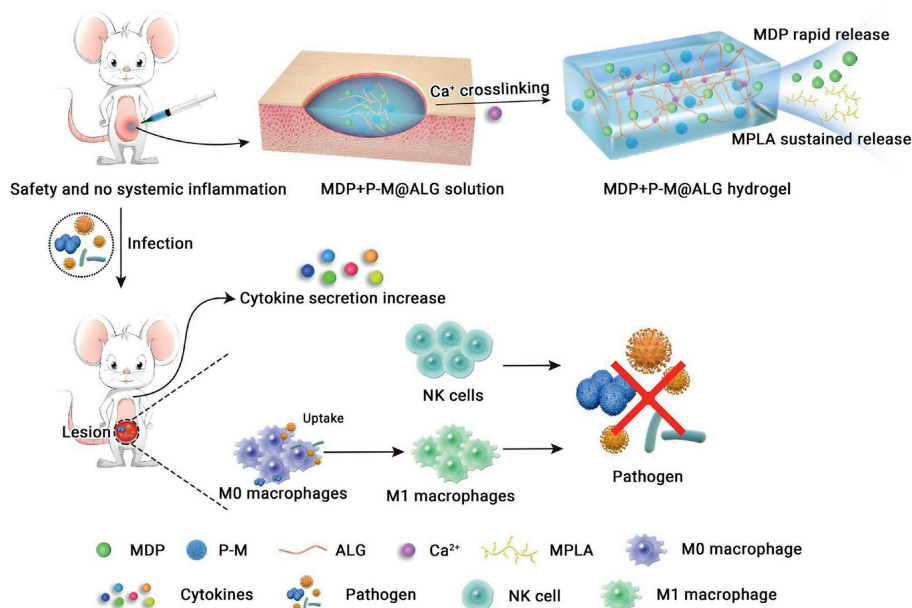 MDP rapid release
Ca⁺ crosslinking
MPLA sustained release
Safety and no systemic inflammation
MDP+P-M@ALG solution
MDP+P-M@ALG hydrogel
Infection
Cytokine secretion increase
NK cells
Lesion
Uptake
M0 macrophages
M1 macrophages
Pathogen
MDP
P-M
ALG
Ca²⁺
MPLA
M0 macrophage
Cytokines
Pathogen
NK cell
M1 macrophage